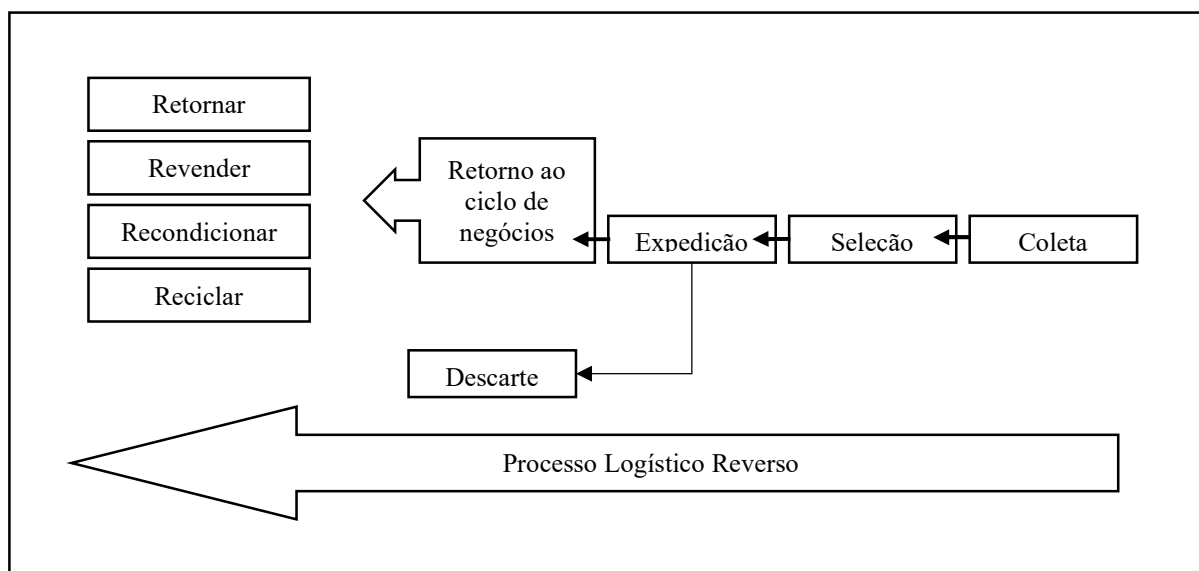 Retornar
Revender
Recondicionar
Reciclar
Retorno ao
ciclo de
negócios
Expedição
Seleção
Coleta
Descarte
Processo Logístico Reverso